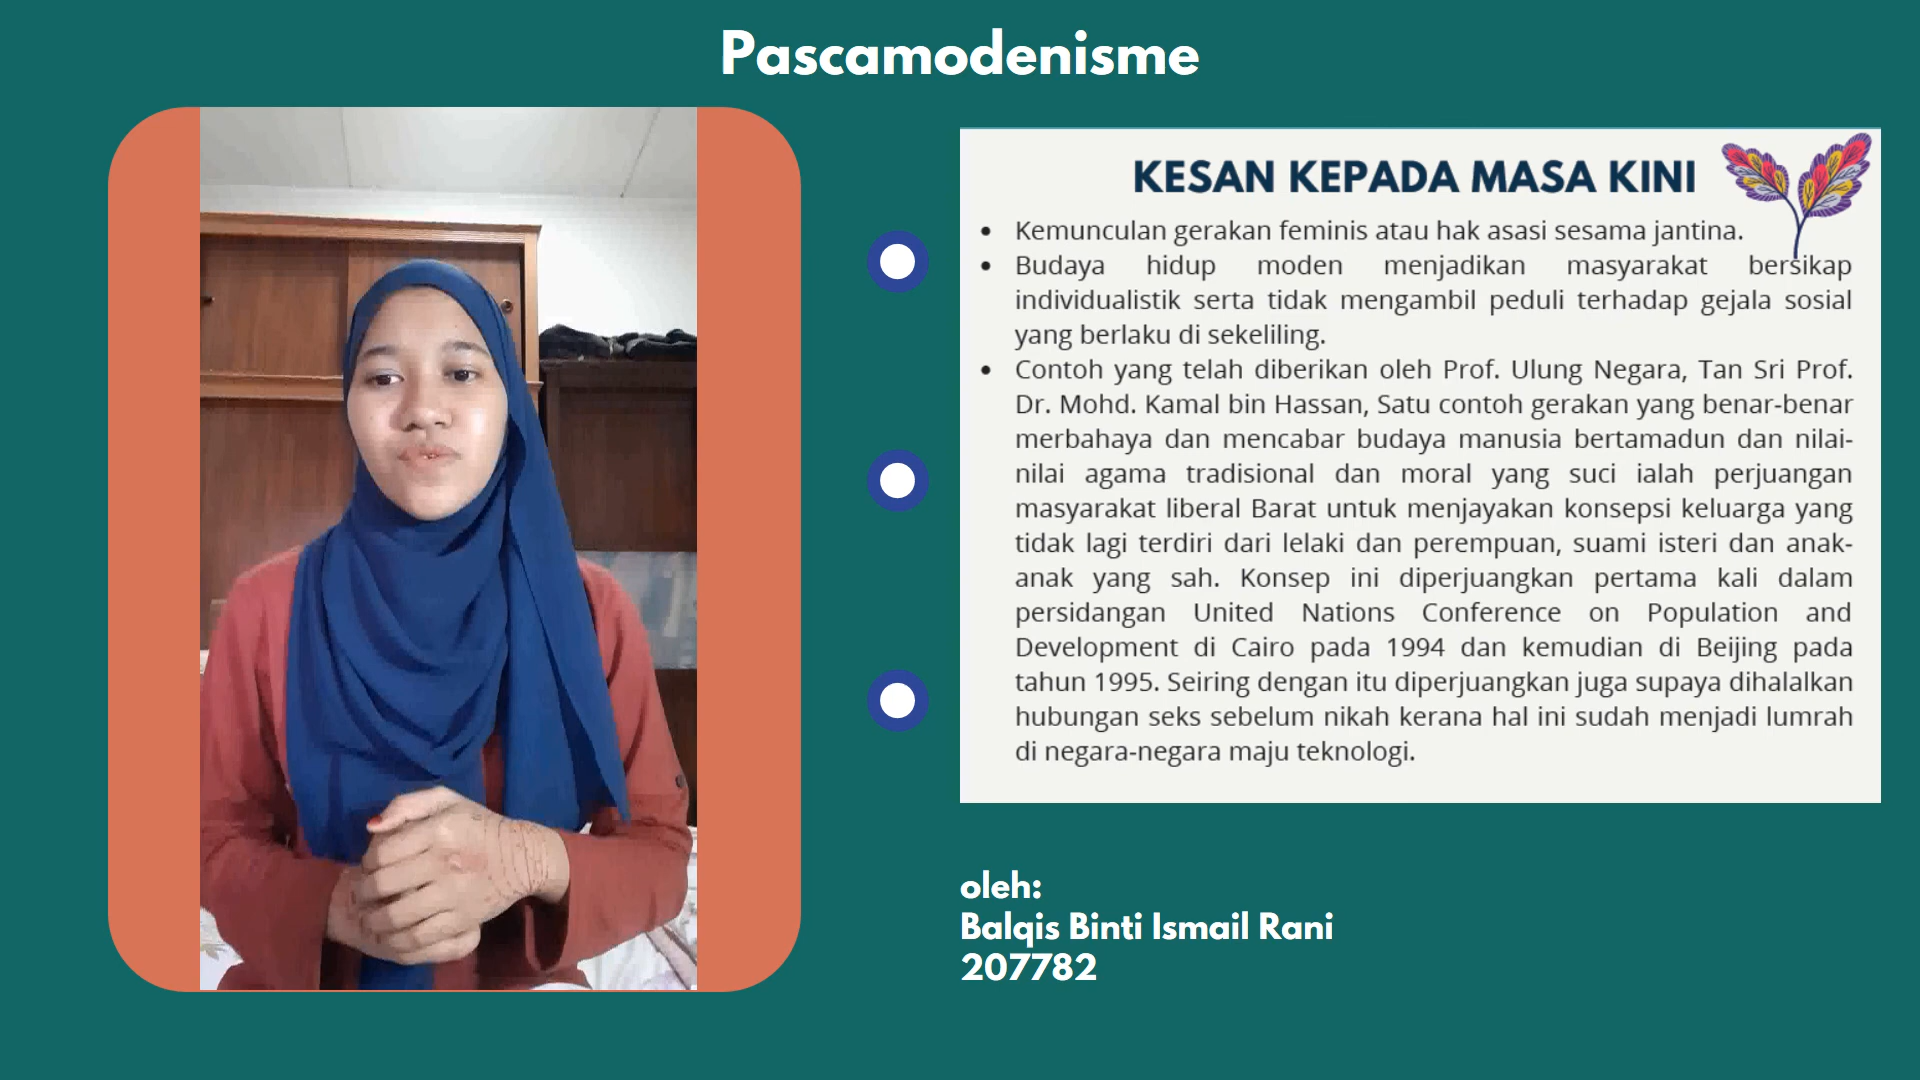 Pascamodenisme
KESAN KEPADA MASA KINI
• Kemunculan gerakan feminis atau hak asasi sesama jantina.
• Budaya hidup moden menjadikan masyarakat bersikap
individualistik serta tidak mengambil peduli terhadap gejala sosial
yang berlaku di sekeliling.
• Contoh yang telah diberikan oleh Prof. Ulung Negara, Tan Sri Prof.
Dr. Mohd. Kamal bin Hassan, Satu contoh gerakan yang benar-benar
merbahaya dan mencabar budaya manusia bertamadun dan nilai-
nilai agama tradisional dan moral yang suci ialah perjuangan
masyarakat liberal Barat untuk menjayakan konsepsi keluarga yang
tidak lagi terdiri dari lelaki dan perempuan, suami isteri dan anak-
anak yang sah. Konsep ini diperjuangkan pertama kali dalam
persidangan United Nations Conference on Population and
Development di Cairo pada 1994 dan kemudian di Beijing pada
tahun 1995. Seiring dengan itu diperjuangkan juga supaya dihalalkan
hubungan seks sebelum nikah kerana hal ini sudah menjadi lumrah
di negara-negara maju teknologi.
oleh:
Balqis Binti Ismail Rani
207782